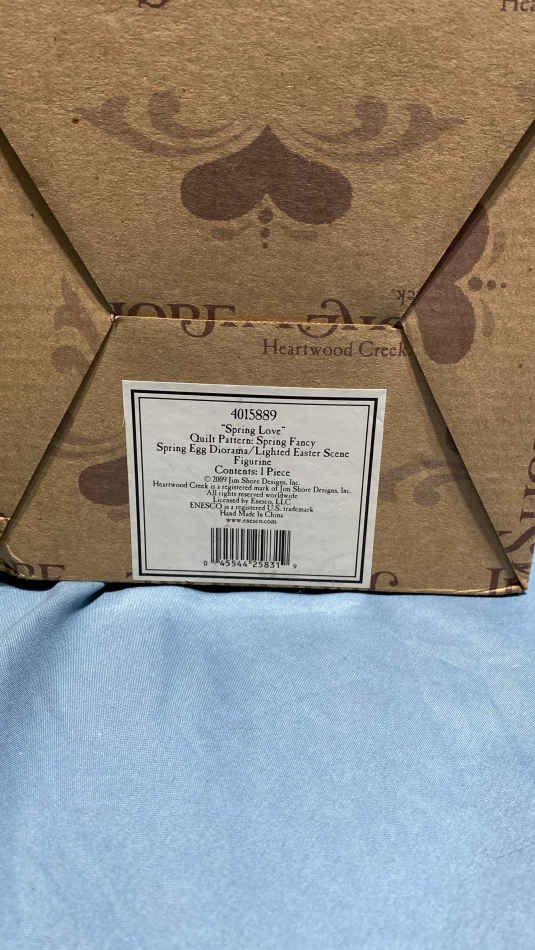 Heartwood Creek
4015889
"Spring Love"
Quilt Pattern: Spring Fancy
Spring Egg Diorama/Lighted Easter Scene
Figurine
Contents: 1 Piece
© 2009 Jim Shore Designs, Inc.
Heartwood Creek is a registered mark of Jim Shore Designs, Inc.
All rights reserved worldwide
Licensed by Enesco, LLC
ENESCO is a registered U.S. trademark
Hand Made In China
www.enesco.com
0 45544 25831 9